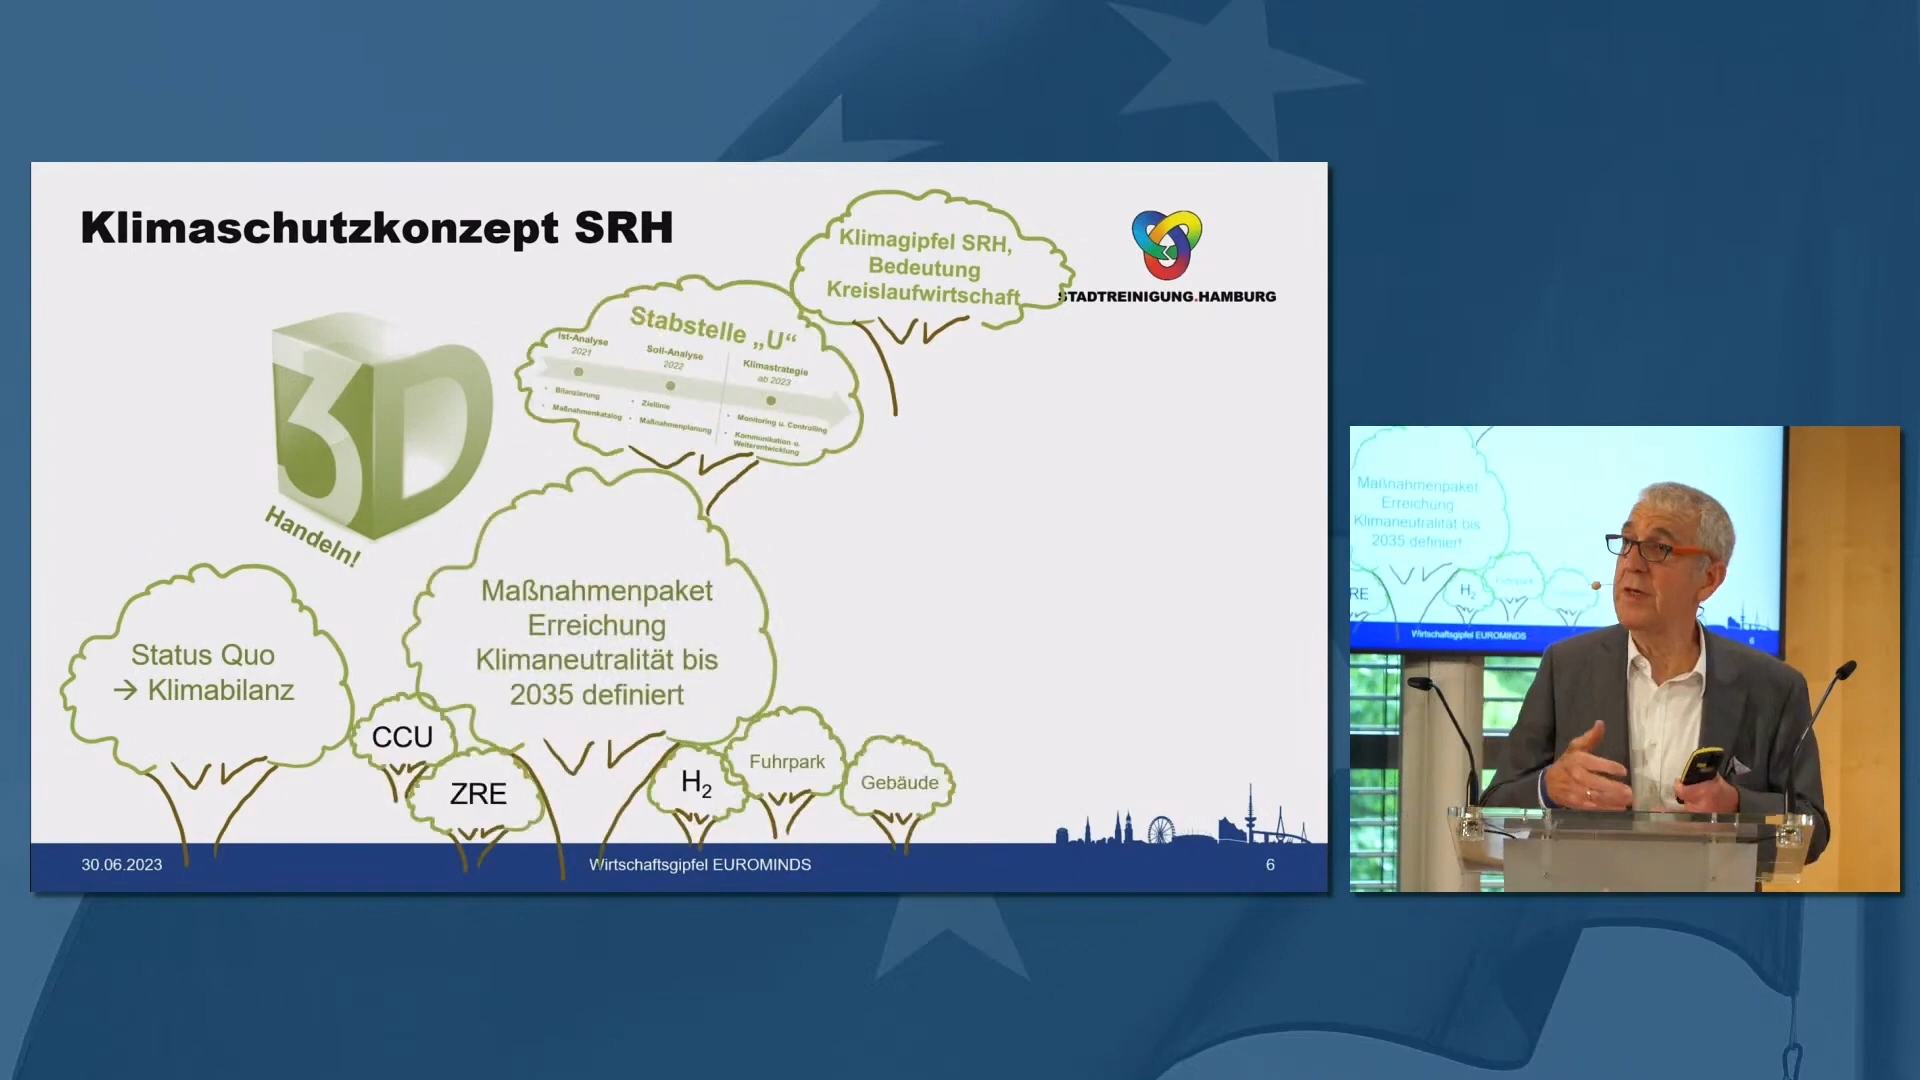 Klimaschutzkonzept SRH
Klimagipfel SRH,
Bedeutung
Kreislaufwirtschaft
STADTREINIGUNG.HAMBURG
Stabstelle „U“
Ist-Analyse
2021
Soll-Analyse
2022
Klimastrategie
ab 2023
• Bilanzierung
• Maßnahmenkatalog
• Ziellinie
• Maßnahmenplanung
• Monitoring u. Controlling
• Kommunikation u.
Weiterentwicklung
3D
Handeln!
Maßnahmenpaket
Erreichung
Klimaneutralität bis
2035 definiert
Status Quo
→ Klimabilanz
CCU
ZRE
H₂
Fuhrpark
Gebäude
30.06.2023
Wirtschaftsgipfel EUROMINDS
6
Maßnahmenpaket
Erreichung
Klimaneutralität bis
2035 definiert
RE
H₂
Fuhrpark
Wirtschaftsgipfel EUROMINDS
6